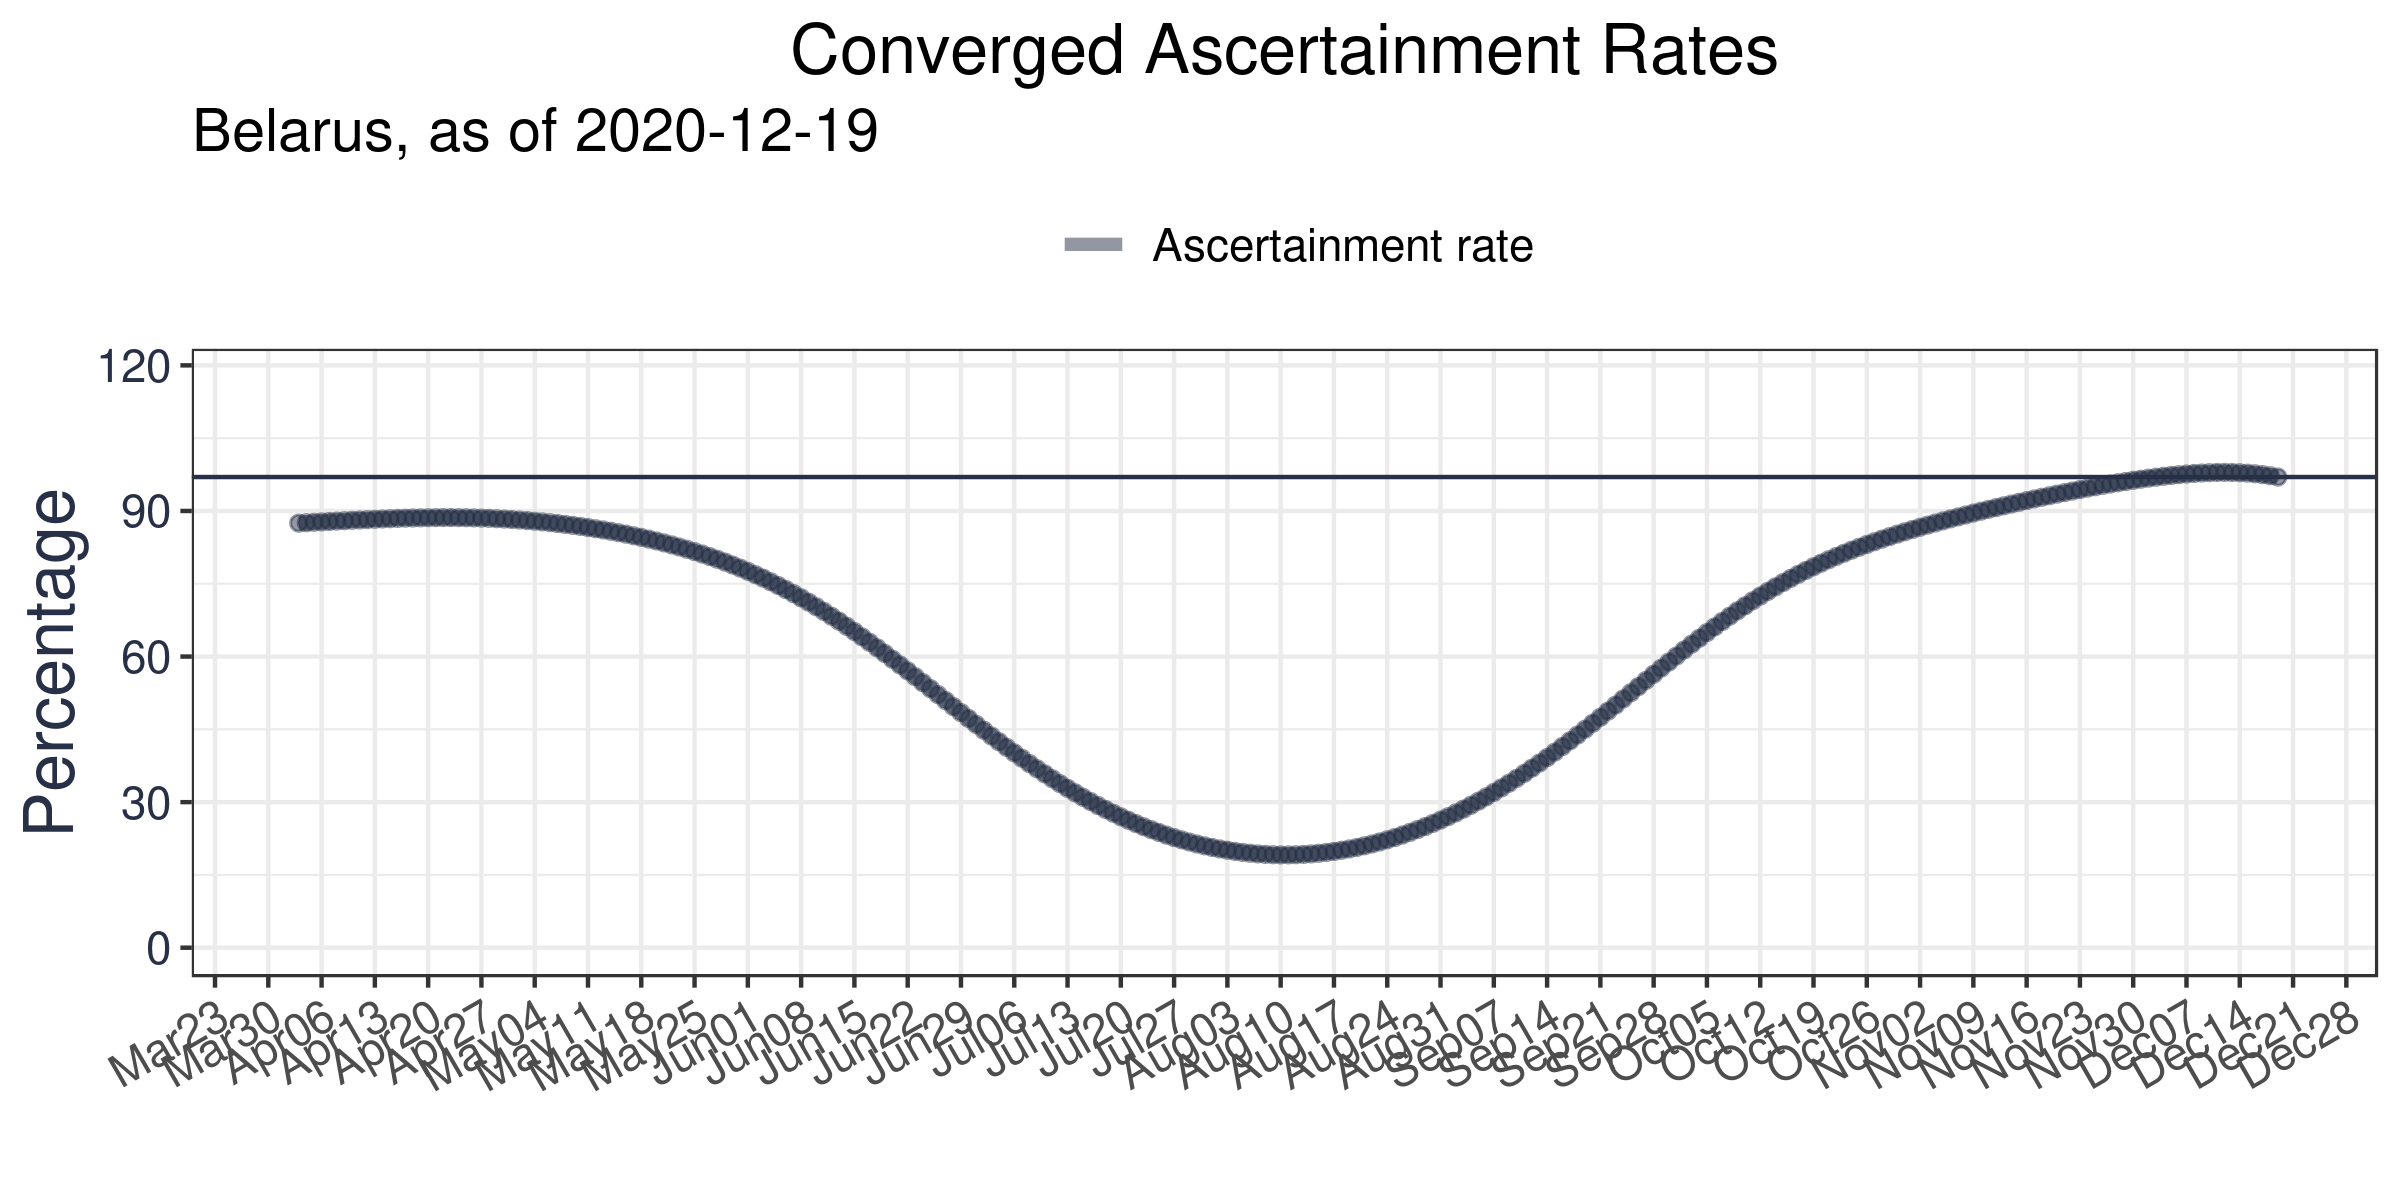 Converged Ascertainment Rates
Belarus, as of 2020-12-19
Ascertainment rate
Percentage
120
90
60
30
0
Mar23
Mar30
Apr06
Apr13
Apr20
Apr27
May04
May11
May18
May25
Jun01
Jun08
Jun15
Jun22
Jun29
Jul06
Jul13
Jul20
Jul27
Aug03
Aug10
Aug17
Aug24
Aug31
Sep07
Sep14
Sep21
Sep28
Oct05
Oct12
Oct19
Oct26
Nov02
Nov09
Nov16
Nov23
Nov30
Dec07
Dec14
Dec21
Dec28